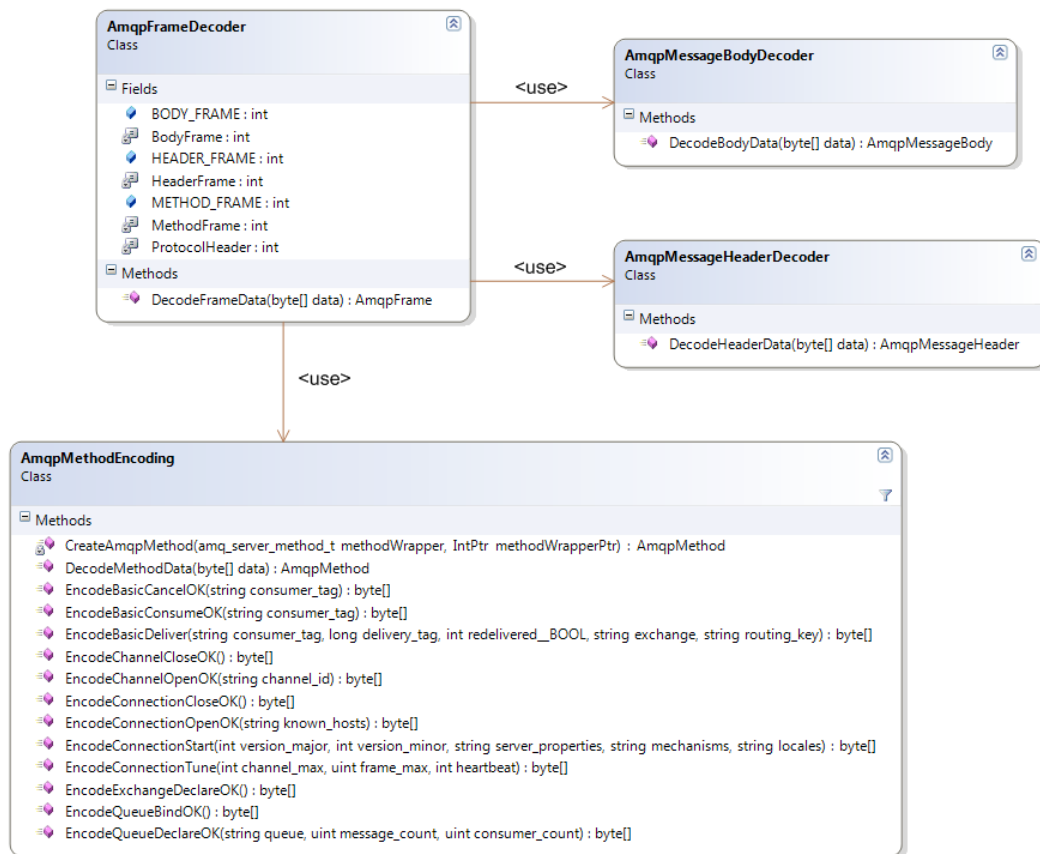 AmqpFrameDecoder
Class
Fields
BODY_FRAME : int
BodyFrame : int
HEADER_FRAME : int
HeaderFrame : int
METHOD_FRAME : int
MethodFrame : int
ProtocolHeader : int
Methods
DecodeFrameData(byte[] data) : AmqpFrame
<use>
AmqpMessageBodyDecoder
Class
Methods
DecodeBodyData(byte[] data) : AmqpMessageBody
<use>
AmqpMessageHeaderDecoder
Class
Methods
DecodeHeaderData(byte[] data) : AmqpMessageHeader
<use>
AmqpMethodEncoding
Class
Methods
CreateAmqpMethod(amq_server_method_t methodWrapper, IntPtr methodWrapperPtr) : AmqpMethod
DecodeMethodData(byte[] data) : AmqpMethod
EncodeBasicCancelOK(string consumer_tag) : byte[]
EncodeBasicConsumeOK(string consumer_tag) : byte[]
EncodeBasicDeliver(string consumer_tag, long delivery_tag, int redelivered__BOOL, string exchange, string routing_key) : byte[]
EncodeChannelCloseOK() : byte[]
EncodeChannelOpenOK(string channel_id) : byte[]
EncodeConnectionCloseOK() : byte[]
EncodeConnectionOpenOK(string known_hosts) : byte[]
EncodeConnectionStart(int version_major, int version_minor, string server_properties, string mechanisms, string locales) : byte[]
EncodeConnectionTune(int channel_max, uint frame_max, int heartbeat) : byte[]
EncodeExchangeDeclareOK() : byte[]
EncodeQueueBindOK() : byte[]
EncodeQueueDeclareOK(string queue, uint message_count, uint consumer_count) : byte[]